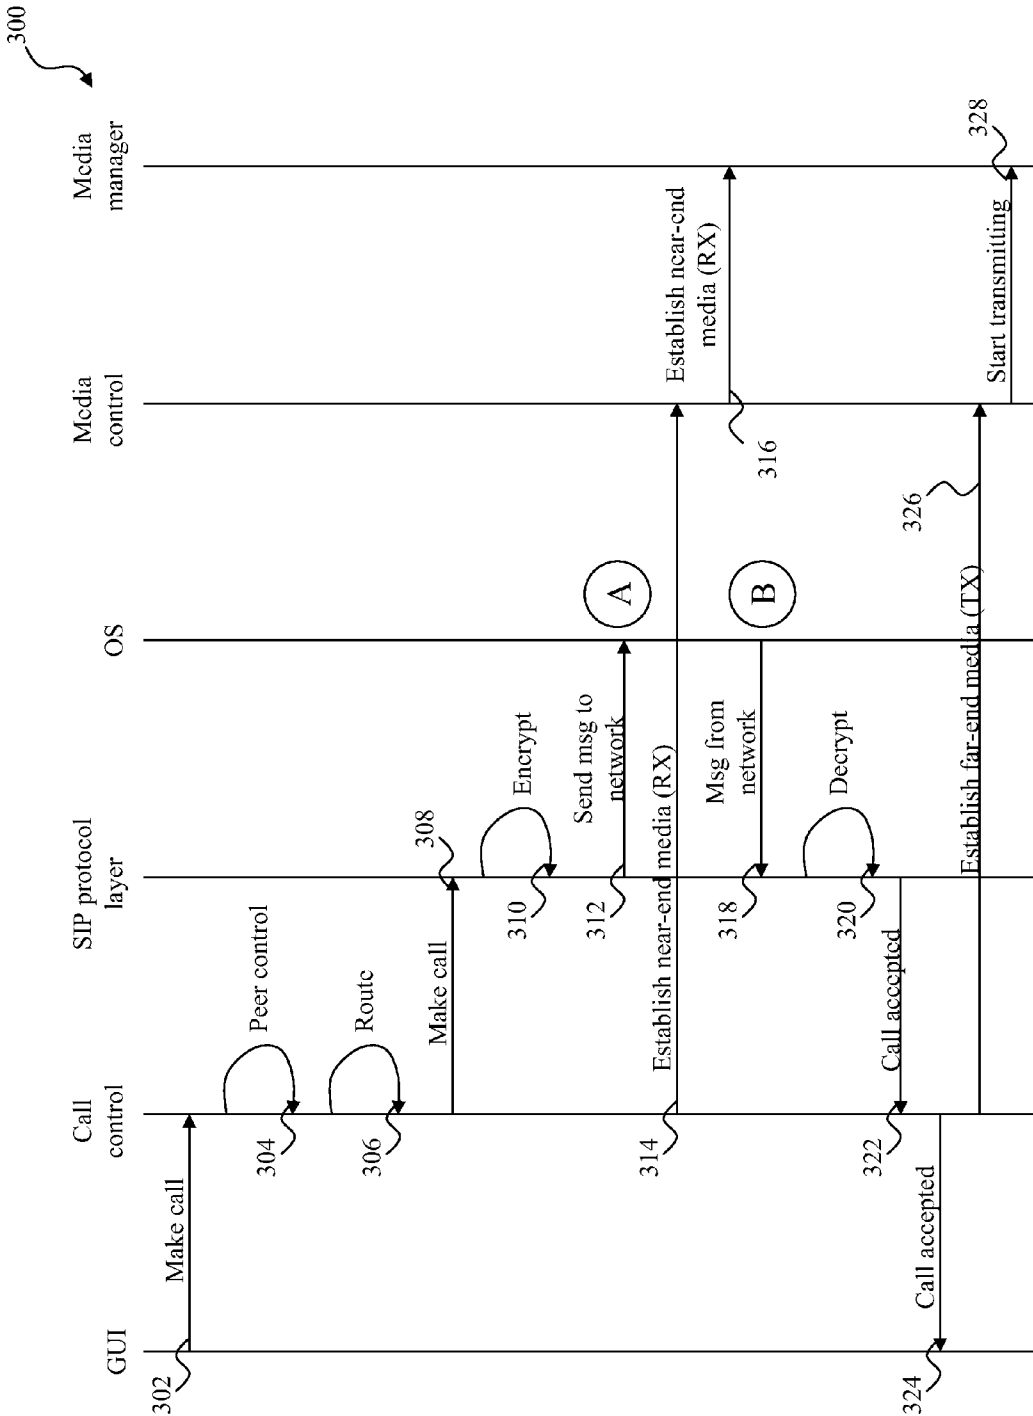 300
GUI
Call
control
SIP protocol
layer
OS
Media
control
Media
manager
302
Make call
304
Peer control
306
Route
Make call
308
310
Encrypt
312
Send msg to
network
A
314
Establish near-end media (RX)
Establish near-end
media (RX)
316
318
Msg from
network
B
320
Decrypt
322
Call accepted
324
Call accepted
Establish far-end media (TX)
326
Start transmitting
328